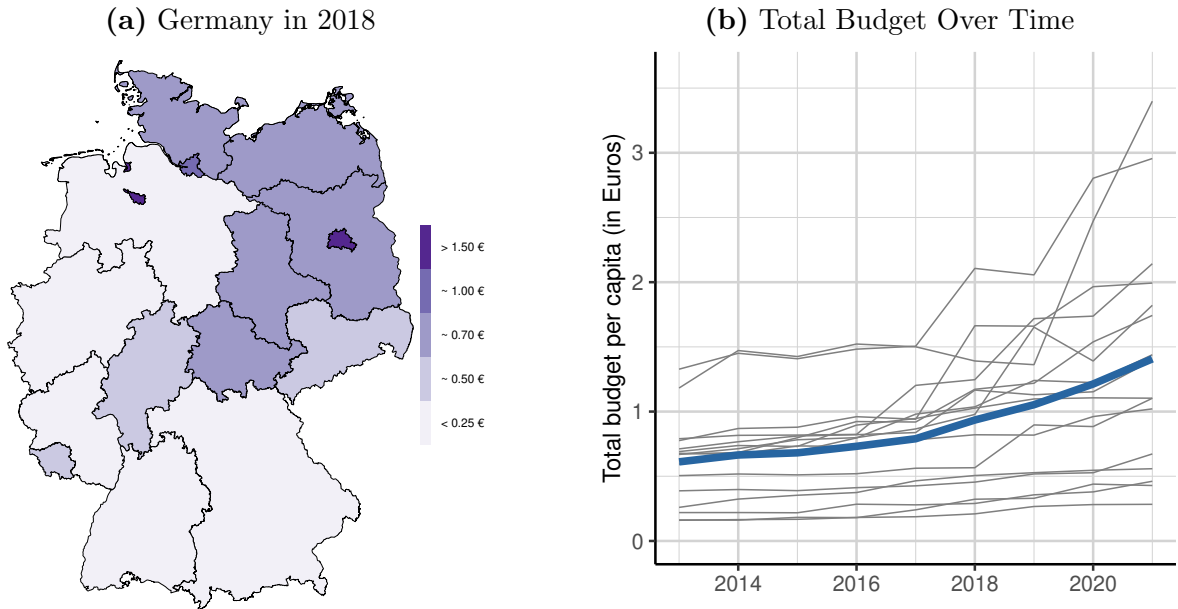 (a) Germany in 2018
> 1.50 €
~ 1.00 €
~ 0.70 €
~ 0.50 €
< 0.25 €
(b) Total Budget Over Time
Total budget per capita (in Euros)
3
2
1
0
2014 2016 2018 2020